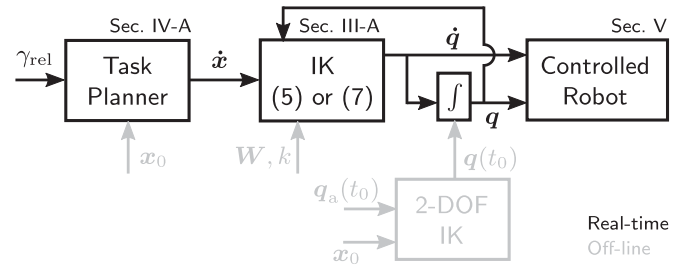 Sec. IV-A
Sec. III-A
Sec. V
γrel
Task
Planner
ẋ
IK
(5) or (7)
q̇
∫
q
Controlled
Robot
x₀
W, k
q(t₀)
qa(t₀)
2-DOF
IK
x₀
Real-time
Off-line